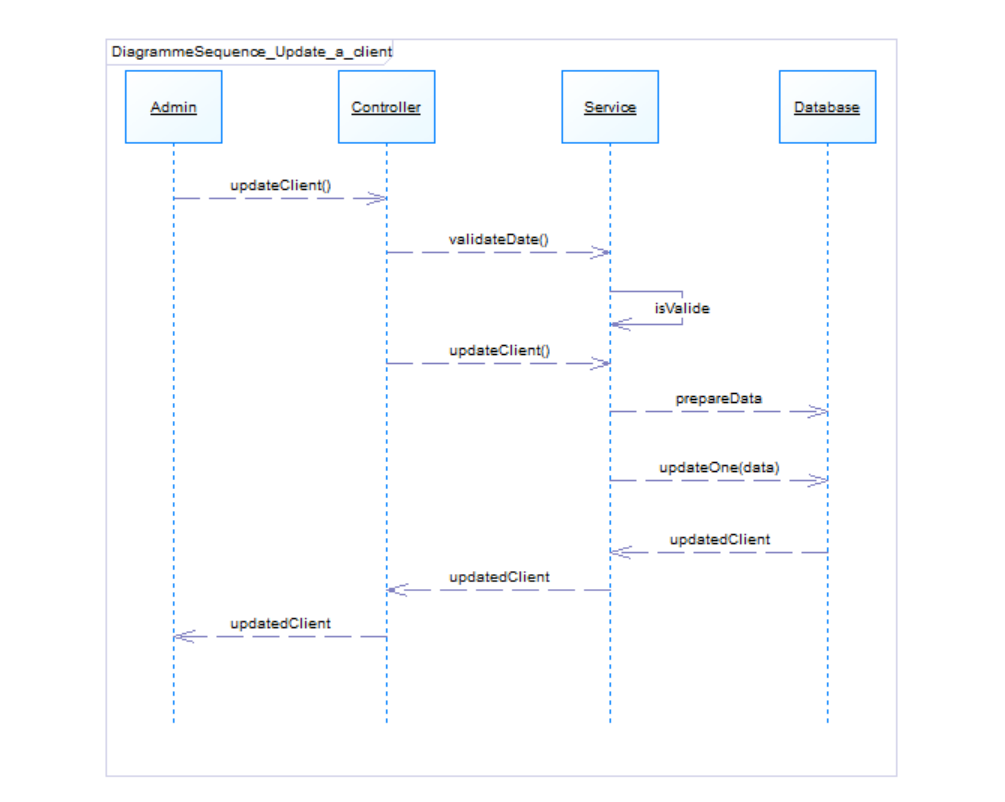 DiagrammeSequence_Update_a_client
Admin
Controller
Service
Database
updateClient()
validateDate()
isValide
updateClient()
prepareData
updateOne(data)
updatedClient
updatedClient
updatedClient